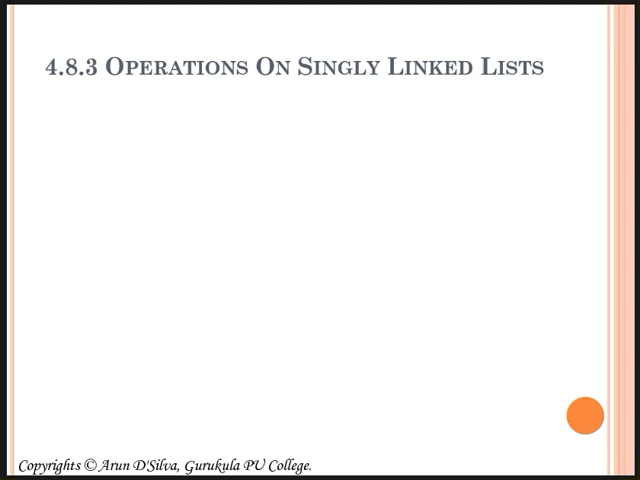 4.8.3 Operations On Singly Linked Lists
Copyrights © Arun D'Silva, Gurukula PU College.